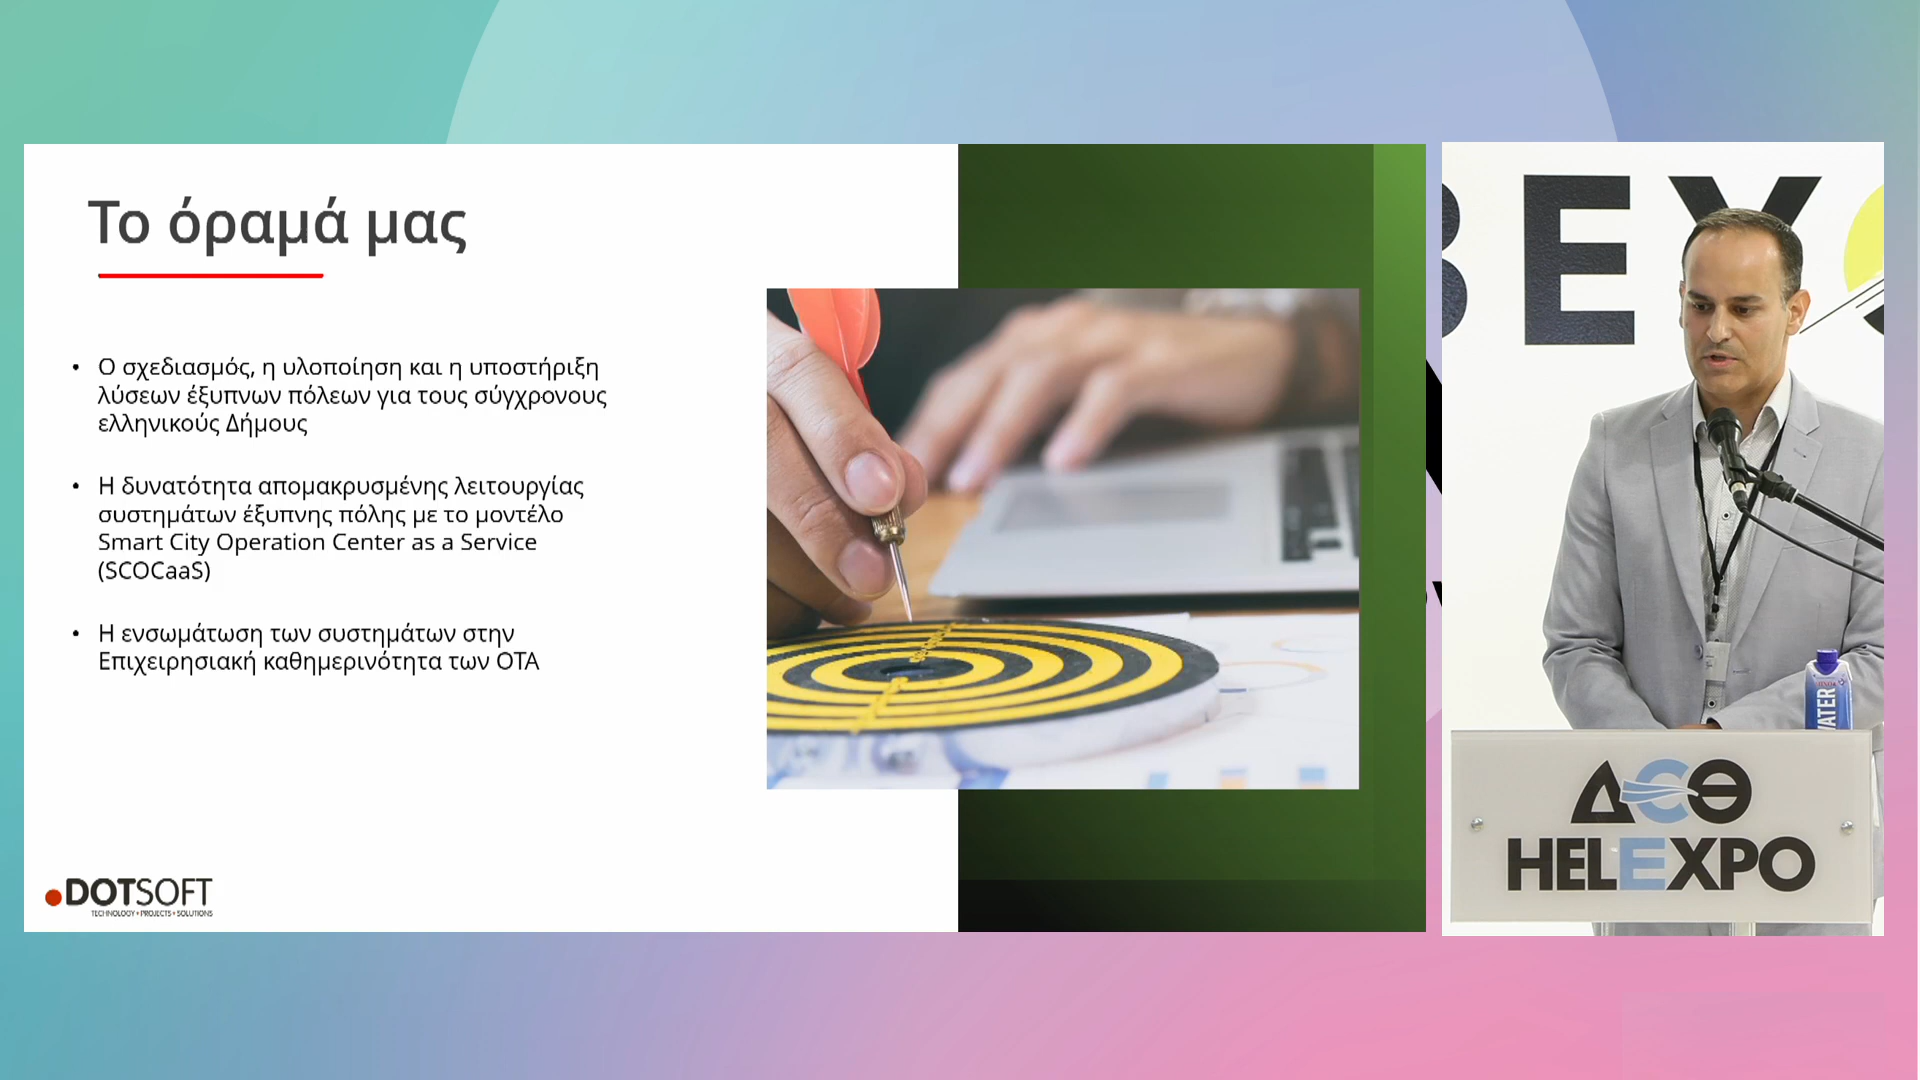 Το όραμά μας
• Ο σχεδιασμός, η υλοποίηση και η υποστήριξη
λύσεων έξυπνων πόλεων για τους σύγχρονους
ελληνικούς Δήμους
• Η δυνατότητα απομακρυσμένης λειτουργίας
συστημάτων έξυπνης πόλης με το μοντέλο
Smart City Operation Center as a Service
(SCOCaaS)
• Η ενσωμάτωση των συστημάτων στην
Επιχειρησιακή καθημερινότητα των ΟΤΑ
DOTSOFT
TECHNOLOGY • PROJECTS • SOLUTIONS
BEY
WATER
ΔΕΘ
HELEXPO